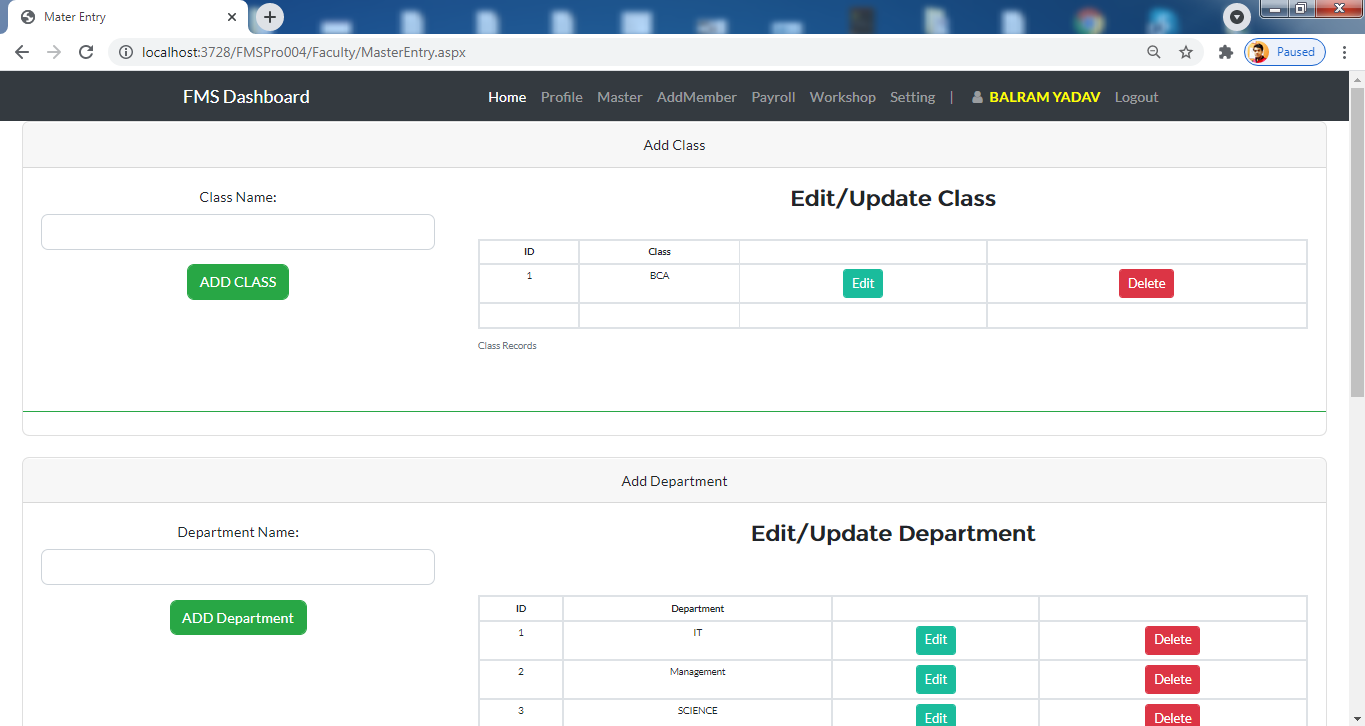 Mater Entry
localhost:3728/FMSPro004/Faculty/MasterEntry.aspx
Paused
FMS Dashboard Home Profile Master AddMember Payroll Workshop Setting | BALRAM YADAV Logout
Add Class
Class Name:
ADD CLASS
Edit/Update Class
ID Class
1 BCA Edit Delete
Class Records
Add Department
Department Name:
ADD Department
Edit/Update Department
ID Department
1 IT Edit Delete
2 Management Edit Delete
3 SCIENCE Edit Delete